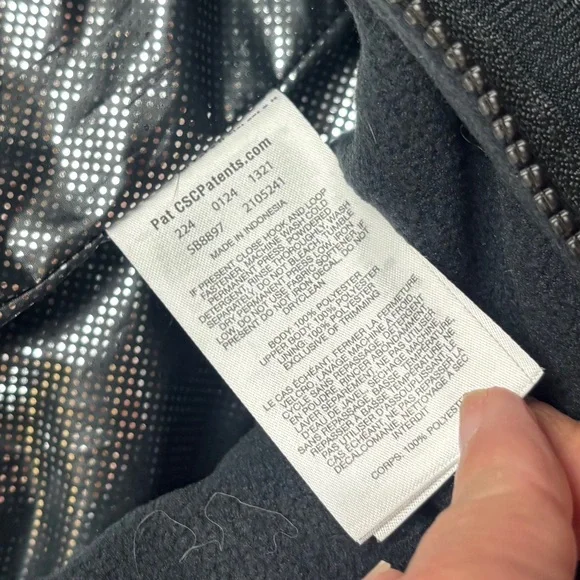 Pat CSCPatents.com
224 0124 1321
588897 2105241
MADE IN INDONESIA
IF PRESENT CLOSE HOOK AND LOOP
FASTENERS. MACHINE WASH COLD
PERMANENT PRESS, POWDERED
DETERGENT, RINSE THOROUGHLY, WASH
SEPARATELY, DO NOT BLEACH, TUMBLE
DRY PERMANENT PRESS LOW, IRON
LOW, DO NOT USE FABRIC SOFTENER, IF
PRESENT DO NOT IRON DECAL, DO NOT
DRYCLEAN
BODY: 100% POLYESTER
UPPER BODY: 100% POLYESTER
LINING: 100% POLYESTER
EXCLUSIVE OF TRIMMING
LE CAS ÉCHÉANT, FERMER LA FERMETURE
VELCRO, LAVAGE MACHINE À FROID
CYCLE SANS REPASSAGE, DÉTERGENT
EN POUDRE, RINCER ABONDAMMENT
LAVER SÉPARÉMENT, NE PAS UTILISER
D'EAU DE JAVEL, SÉCHAGE MACHINE
SANS REPASSAGE BASSE TEMPÉRATURE,
REPASSER À BASSE TEMPÉRATURE, NE
PAS UTILISER D'ASSOUPLISSANT, LE
CAS ÉCHÉANT, NE PAS REPASSER LA
DÉCALCOMANIE, NETTOYAGE À SEC
INTERDIT
CORPS: 100% POLYESTER